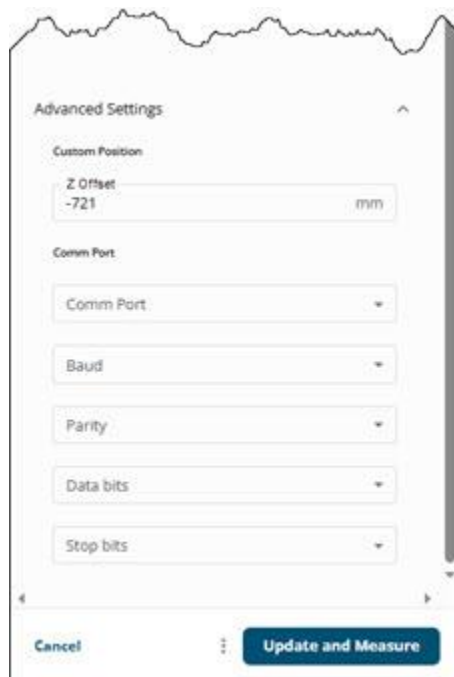 Advanced Settings
Custom Position
Z Offset
-721 mm
Comm Port
Comm Port
Baud
Parity
Data bits
Stop bits
Cancel Update and Measure